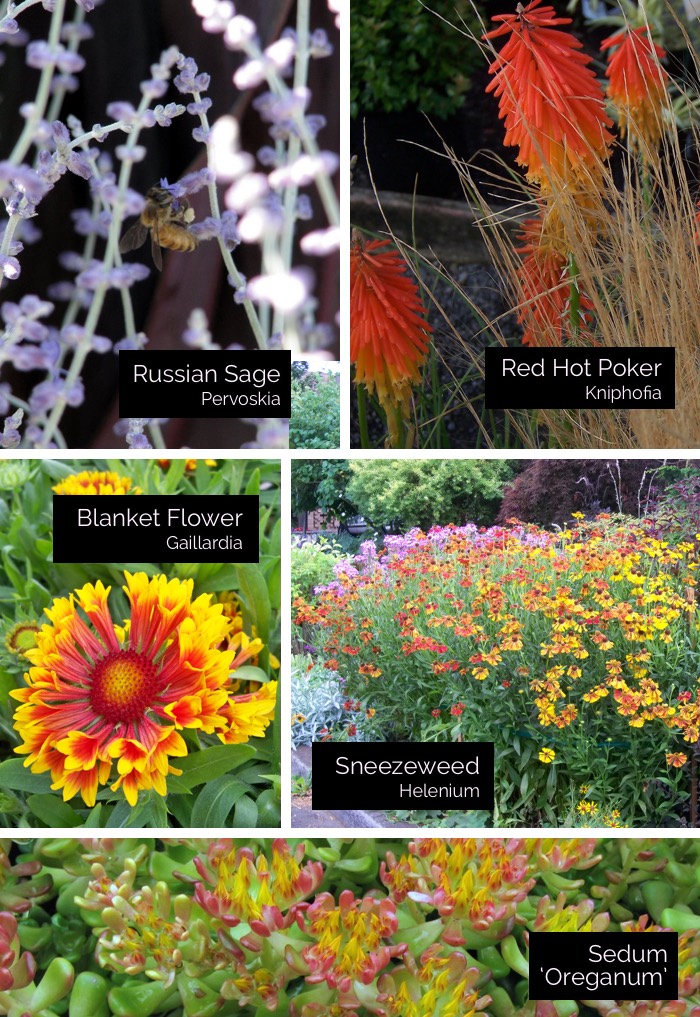 Russian Sage
Pervoskia
Red Hot Poker
Kniphofia
Blanket Flower
Gaillardia
Sneezeweed
Helenium
Sedum
‘Oreganum’